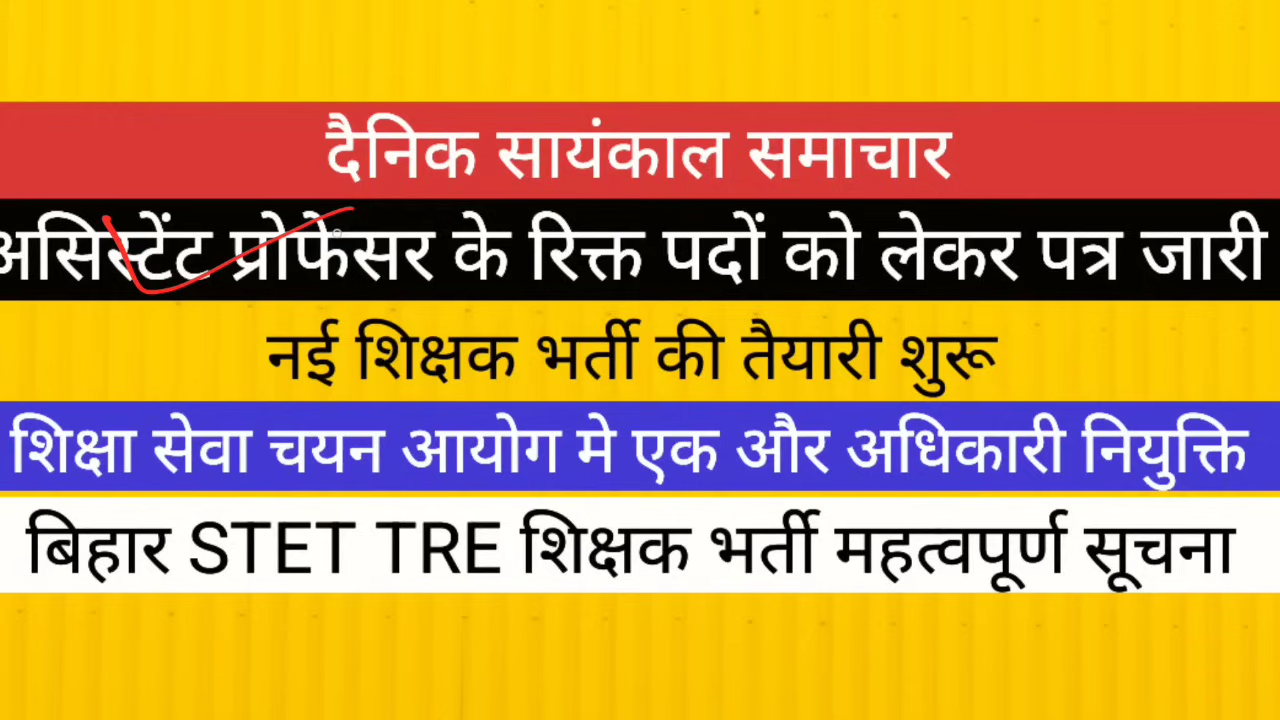 दैनिक सायंकाल समाचार
असिस्टेंट प्रोफेसर के रिक्त पदों को लेकर पत्र जारी
नई शिक्षक भर्ती की तैयारी शुरू
शिक्षा सेवा चयन आयोग मे एक और अधिकारी नियुक्ति
बिहार STET TRE शिक्षक भर्ती महत्वपूर्ण सूचना